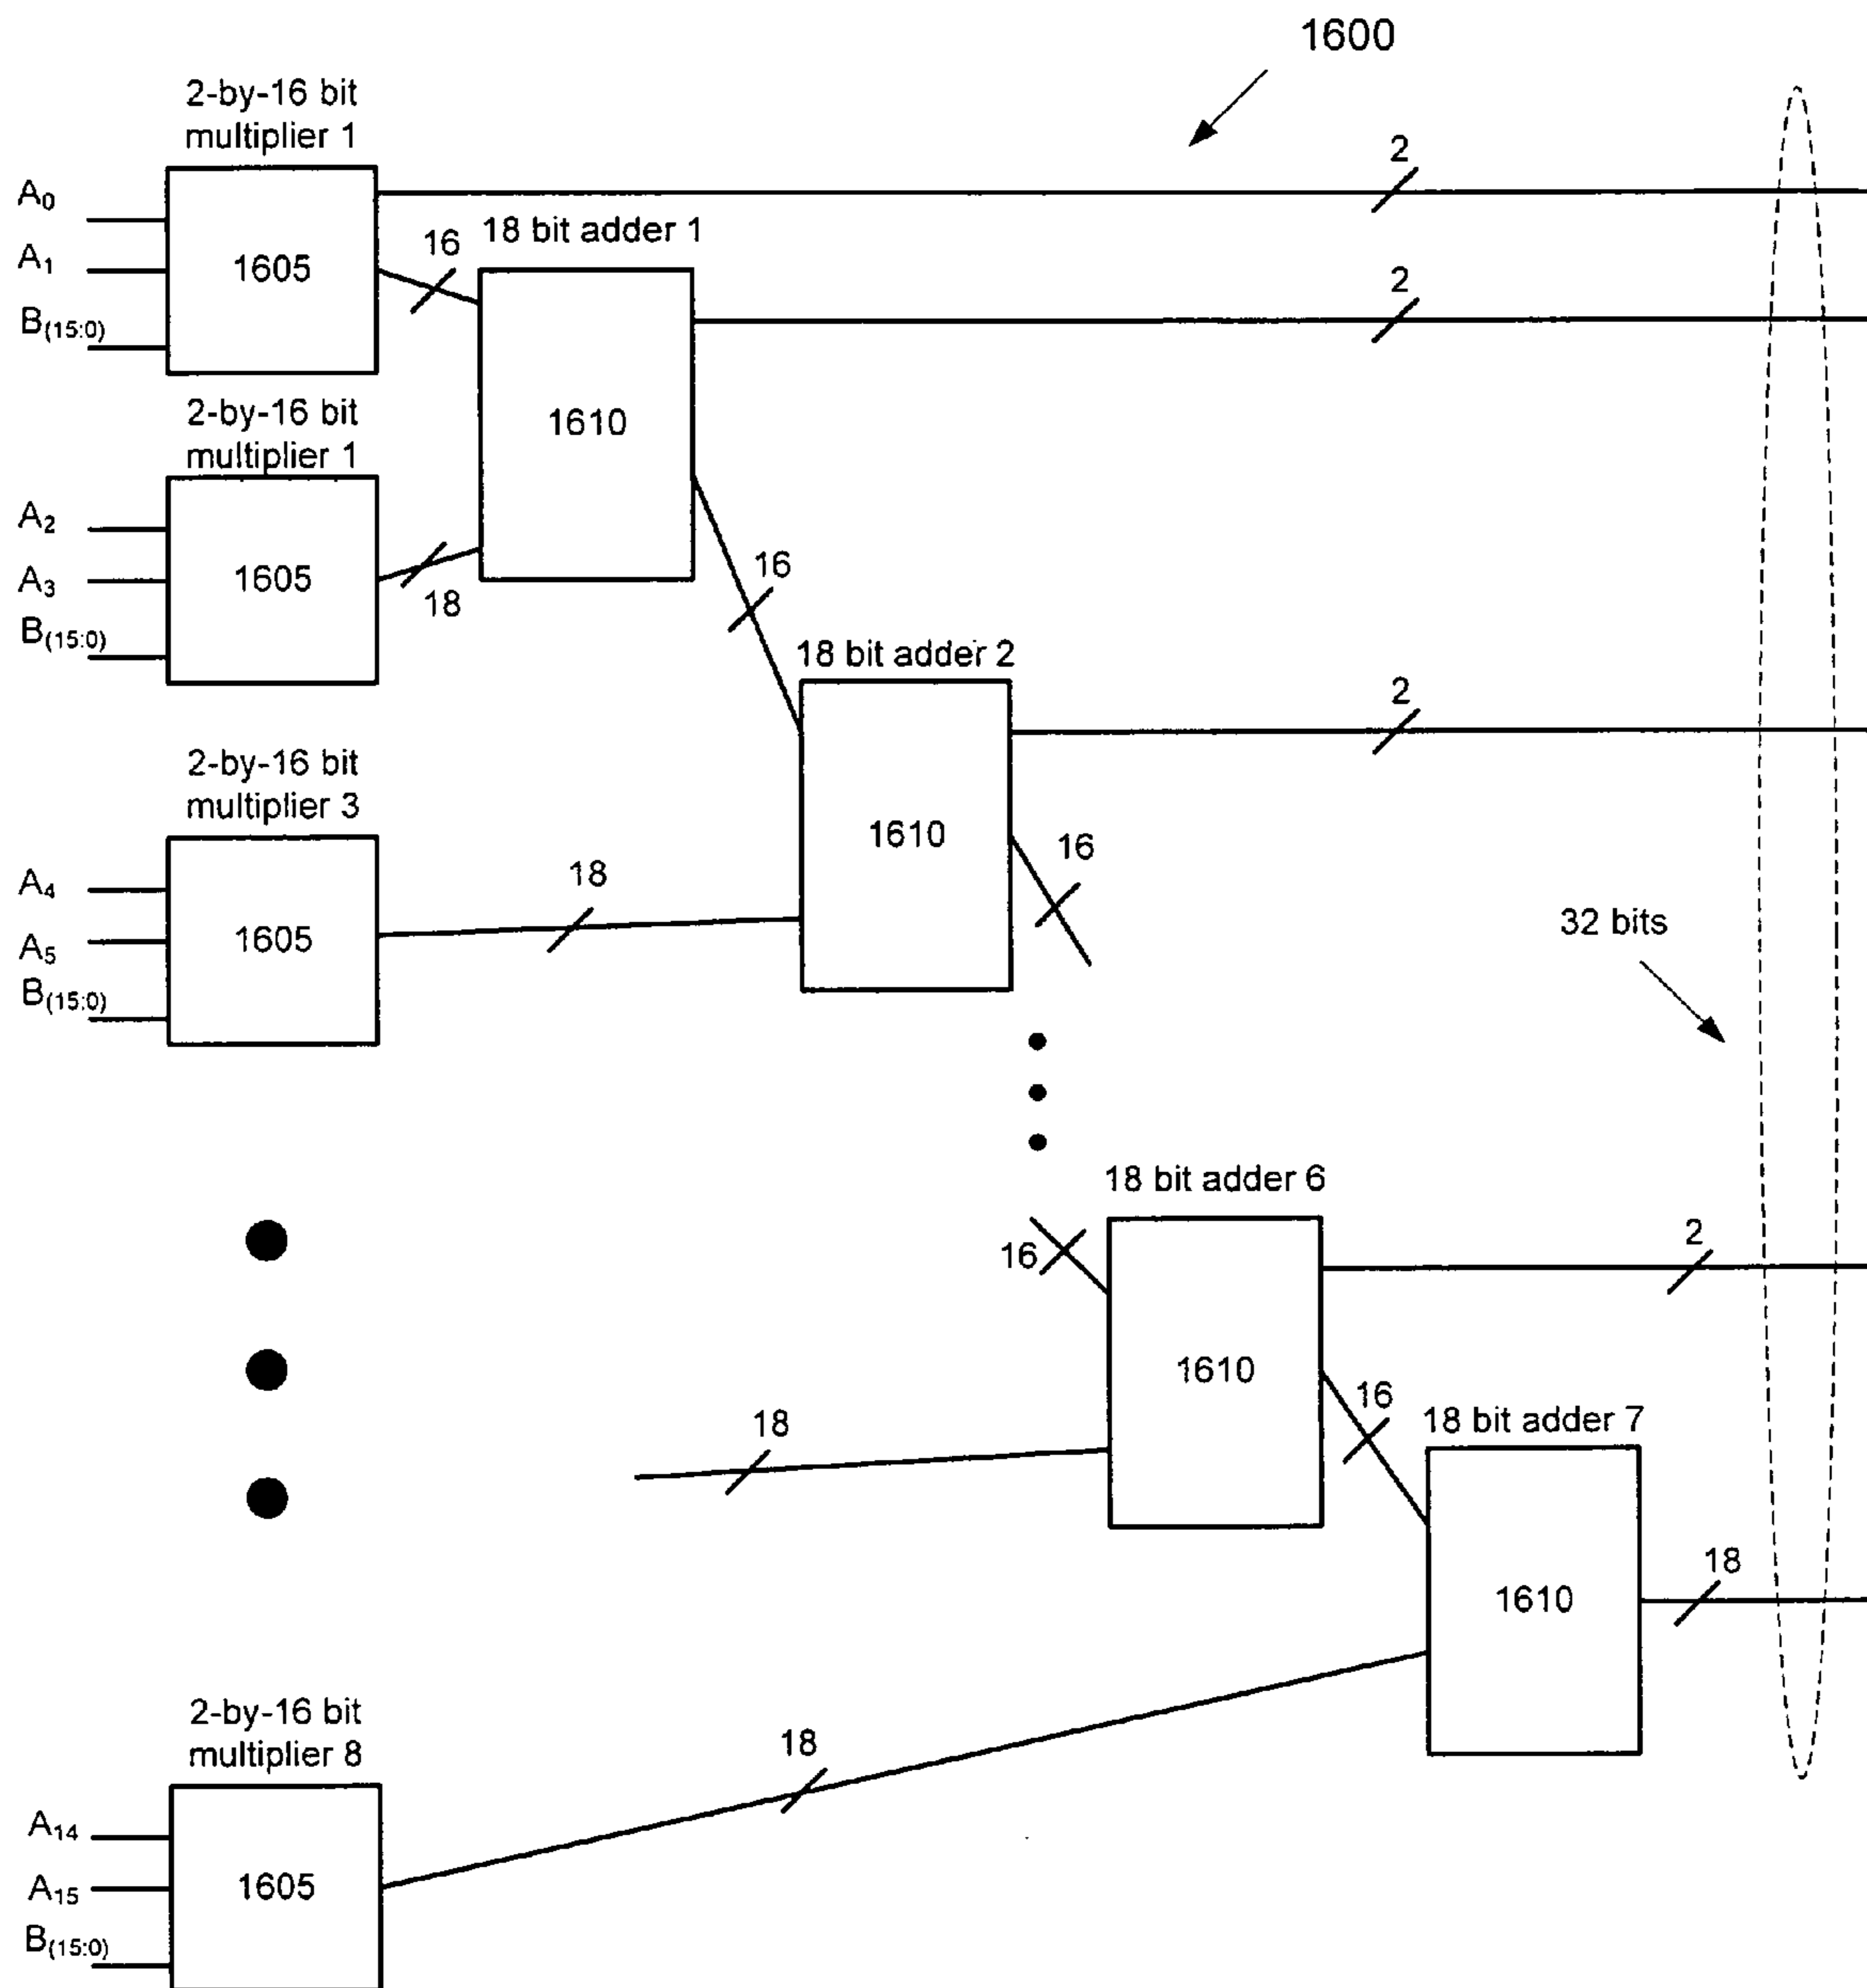 1600
2-by-16 bit
multiplier 1
2
A0
16
18 bit adder 1
A1
1605
2
B(15:0)
1610
2-by-16 bit
multiplier 1
A2
16
A3
1605
18
B(15:0)
18 bit adder 2
2
2-by-16 bit
multiplier 3
1610
16
A4
18
32 bits
A5
1605
B(15:0)
18 bit adder 6
2
16
1610
16
18 bit adder 7
18
18
1610
2-by-16 bit
multiplier 8
18
A14
A15
1605
B(15:0)